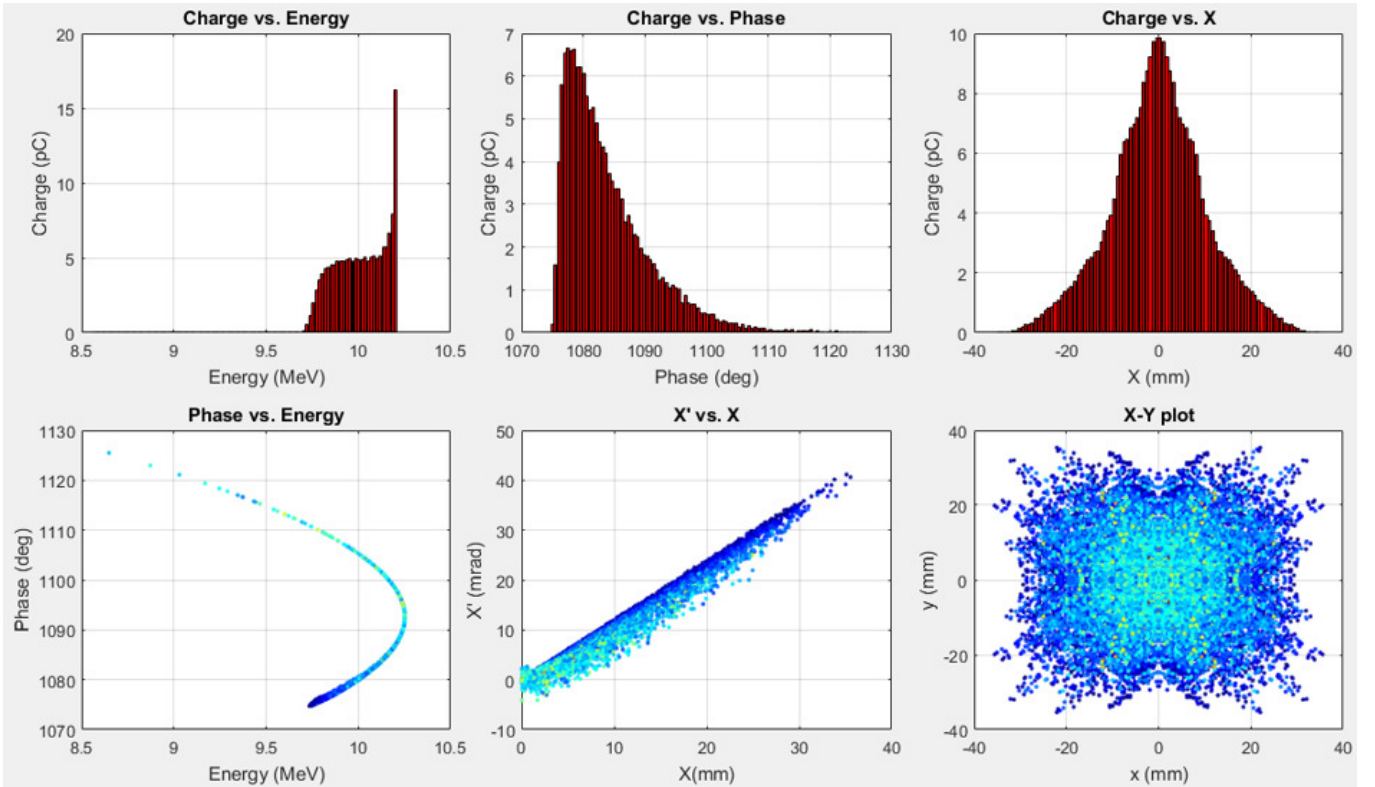 Charge vs. Energy
20
15
10
5
0
8.5 9 9.5 10 10.5
Charge (pC)
Energy (MeV)
Charge vs. Phase
7
6
5
4
3
2
1
0
1070 1080 1090 1100 1110 1120 1130
Charge (pC)
Phase (deg)
Charge vs. X
10
8
6
4
2
0
-40 -20 0 20 40
Charge (pC)
X (mm)
Phase vs. Energy
1130
1120
1110
1100
1090
1080
1070
8.5 9 9.5 10 10.5
Phase (deg)
Energy (MeV)
X' vs. X
50
40
30
20
10
0
-10
0 10 20 30 40
X' (mrad)
X(mm)
X-Y plot
40
20
0
-20
-40
-40 -20 0 20 40
y (mm)
x (mm)